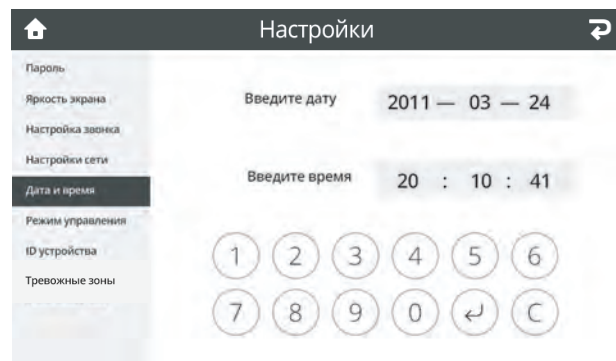 Настройки
Пароль
Яркость экрана
Настройка звонка
Настройки сети
Дата и время
Режим управления
ID устройства
Тревожные зоны
Введите дату 2011 — 03 — 24
Введите время 20 : 10 : 41
1 2 3 4 5 6
7 8 9 0 C